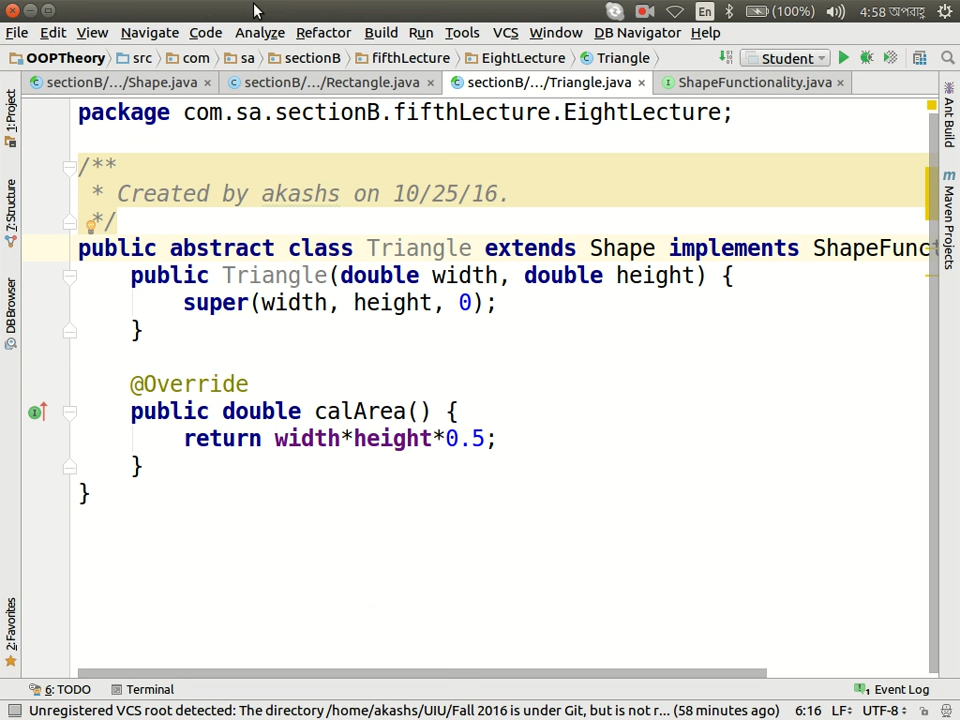 En (100%) 4:58 অপরাহ্ণ
File Edit View Navigate Code Analyze Refactor Build Run Tools VCS Window DB Navigator Help
OOPTheory src com sa sectionB fifthLecture EightLecture Triangle Student
sectionB/.../Shape.java × sectionB/.../Rectangle.java × sectionB/.../Triangle.java × ShapeFunctionality.java ×
1: Project
7: Structure
DB Browser
2: Favorites
package com.sa.sectionB.fifthLecture.EightLecture;
/**
* Created by akashs on 10/25/16.
*/
public abstract class Triangle extends Shape implements ShapeFunct
public Triangle(double width, double height) {
super(width, height, 0);
}
@Override
public double calArea() {
return width*height*0.5;
}
}
Ant Build
Maven Projects
6: TODO Terminal 1 Event Log
Unregistered VCS root detected: The directory /home/akashs/UIU/Fall 2016 is under Git, but is not r... (58 minutes ago) 6:16 LF UTF-8